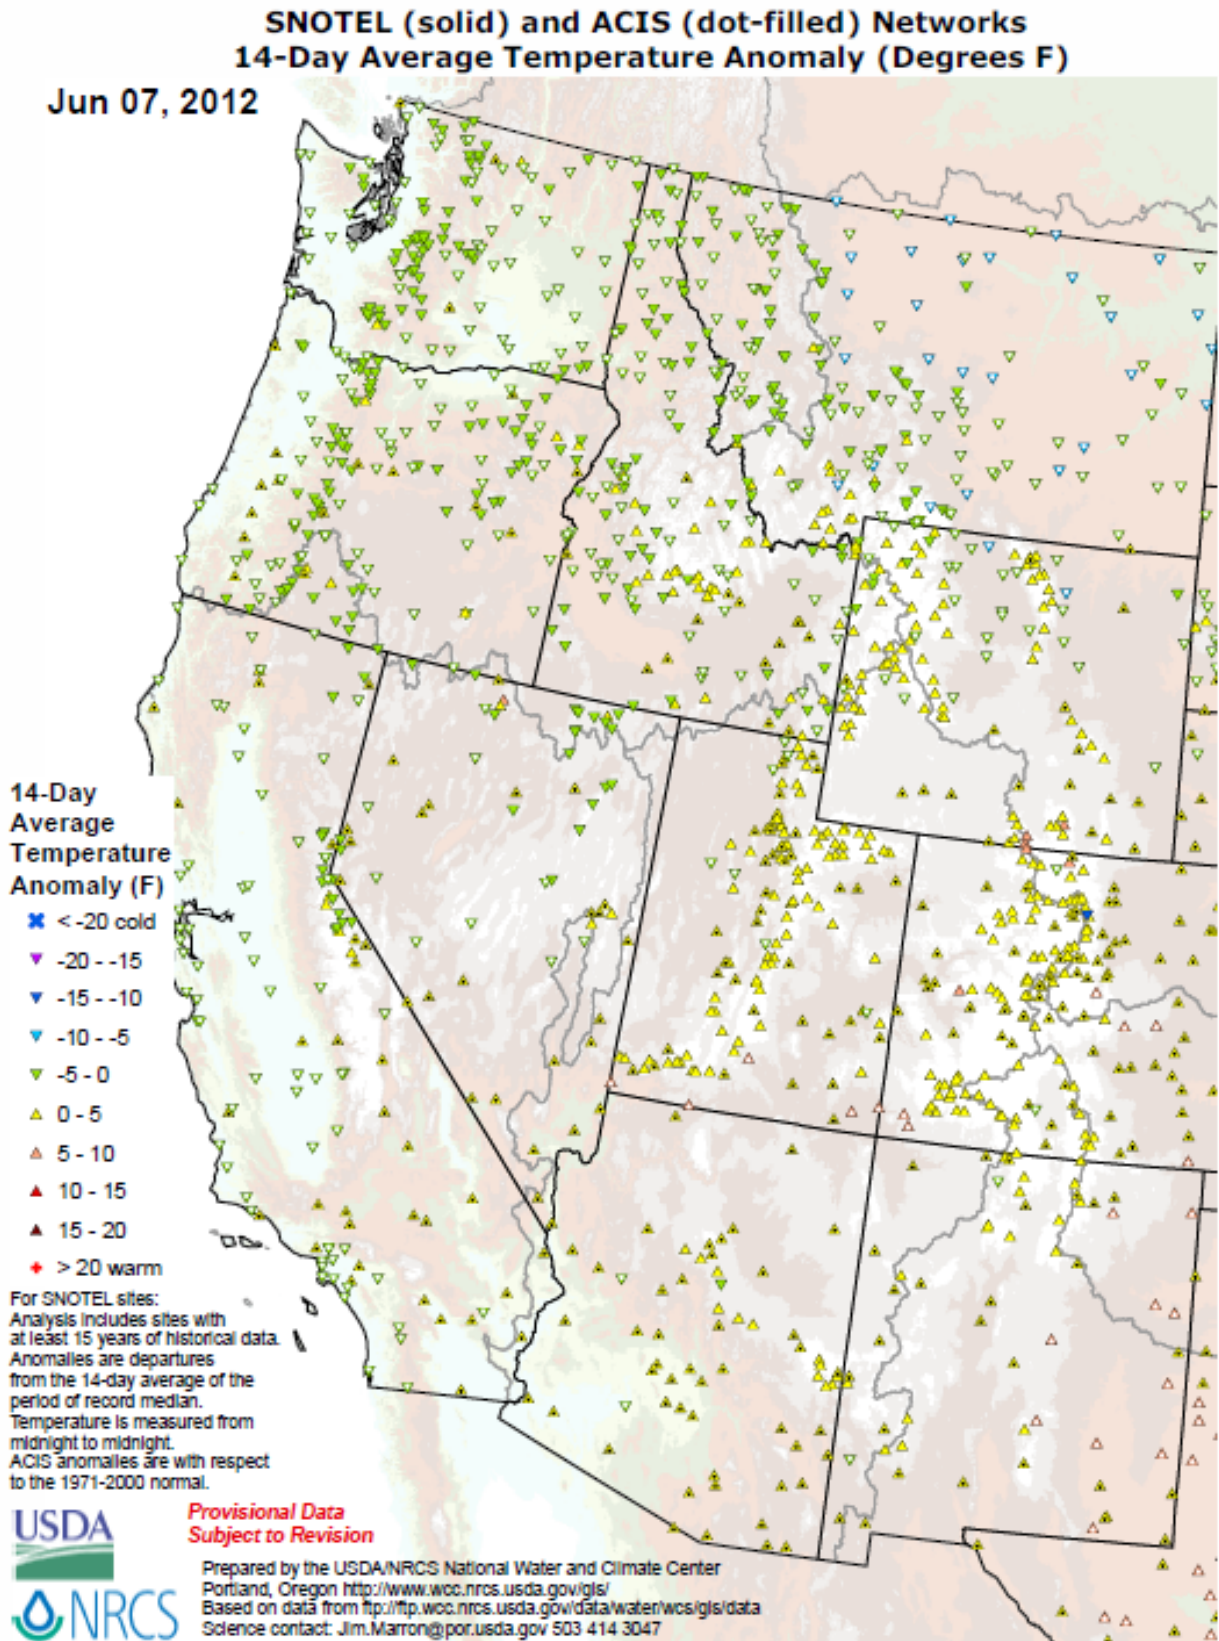 SNOTEL (solid) and ACIS (dot-filled) Networks
14-Day Average Temperature Anomaly (Degrees F)
Jun 07, 2012
14-Day
Average
Temperature
Anomaly (F)
< -20 cold
-20 - -15
-15 - -10
-10 - -5
-5 - 0
0 - 5
5 - 10
10 - 15
15 - 20
> 20 warm
For SNOTEL sites:
Analysis includes sites with
at least 15 years of historical data.
Anomalies are departures
from the 14-day average of the
period of record median.
Temperature is measured from
midnight to midnight.
ACIS anomalies are with respect
to the 1971-2000 normal.
USDA
NRCS
Provisional Data
Subject to Revision
Prepared by the USDA/NRCS National Water and Climate Center
Portland, Oregon http://www.wcc.nrcs.usda.gov/gis/
Based on data from ftp://ftp.wcc.nrcs.usda.gov/data/water/wcs/gis/data
Science contact: Jim.Marron@por.usda.gov 503 414 3047